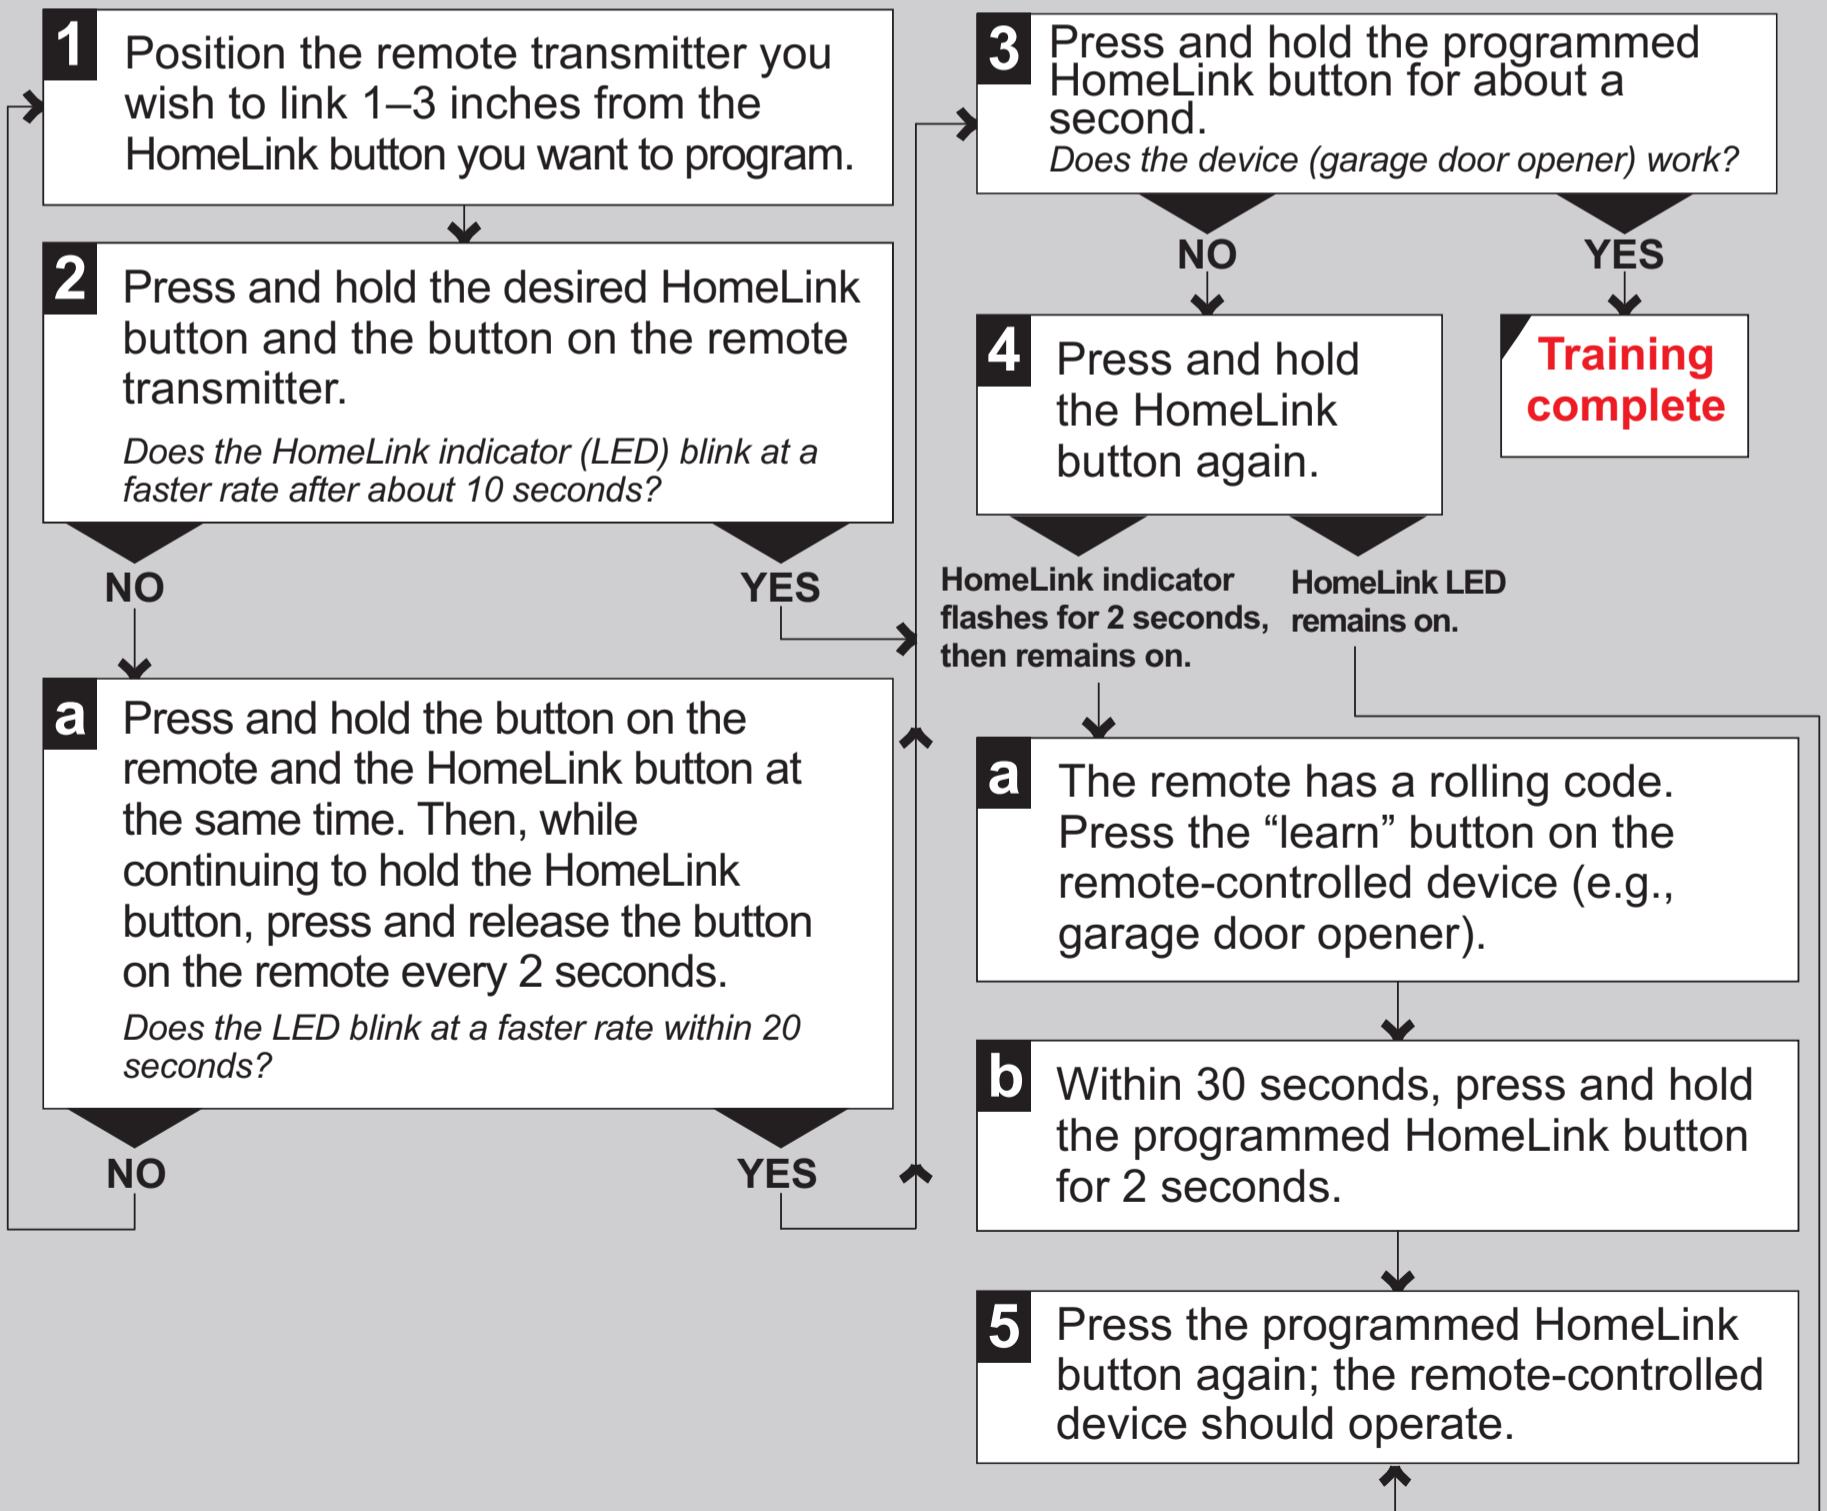 1
Position the remote transmitter you
wish to link 1–3 inches from the
HomeLink button you want to program.
2
Press and hold the desired HomeLink
button and the button on the remote
transmitter.
Does the HomeLink indicator (LED) blink at a
faster rate after about 10 seconds?
NO
YES
a
Press and hold the button on the
remote and the HomeLink button at
the same time. Then, while
continuing to hold the HomeLink
button, press and release the button
on the remote every 2 seconds.
Does the LED blink at a faster rate within 20
seconds?
NO
YES
3
Press and hold the programmed
HomeLink button for about a
second.
Does the device (garage door opener) work?
NO
YES
4
Press and hold
the HomeLink
button again.
Training
complete
HomeLink indicator
flashes for 2 seconds,
then remains on.
HomeLink LED
remains on.
a
The remote has a rolling code.
Press the “learn” button on the
remote-controlled device (e.g.,
garage door opener).
b
Within 30 seconds, press and hold
the programmed HomeLink button
for 2 seconds.
5
Press the programmed HomeLink
button again; the remote-controlled
device should operate.